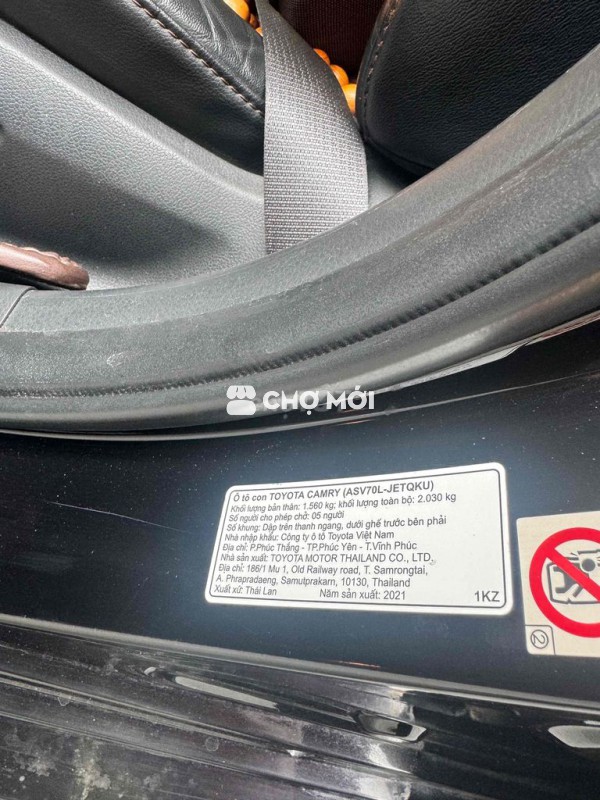 CHỢ MỚI
Ô tô con TOYOTA CAMRY (ASV70L-JETQKU)
Khối lượng bản thân: 1.560 kg; khối lượng toàn bộ: 2.030 kg
Số người cho phép chở: 05 người
Số khung: Dập trên thanh ngang, dưới ghế trước bên phải
Nhà nhập khẩu: Công ty ô tô Toyota Việt Nam
Địa chỉ: P.Phúc Thắng - TP.Phúc Yên - T.Vĩnh Phúc
Nhà sản xuất: TOYOTA MOTOR THAILAND CO., LTD.
Địa chỉ: 186/1 Mu 1, Old Railway road, T. Samrongtai,
A. Phrapradaeng, Samutprakarn, 10130, Thailand
Xuất xứ: Thái Lan Năm sản xuất: 2021 1KZ
2